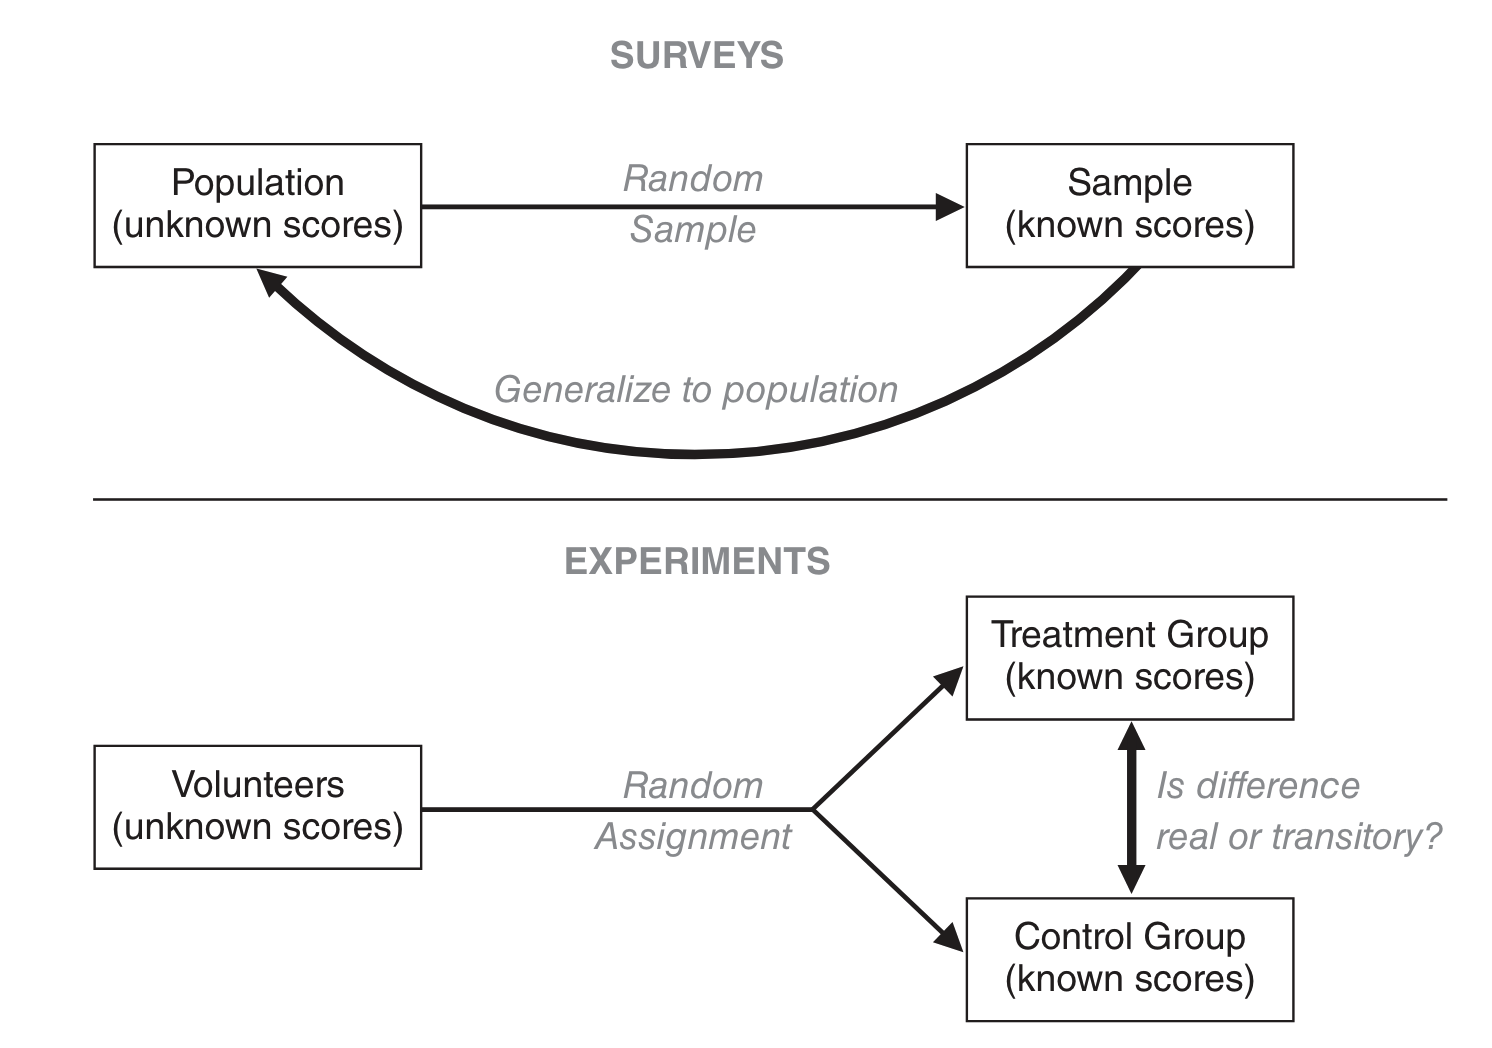 SURVEYS
Population
(unknown scores)
Random
Sample
Sample
(known scores)
Generalize to population
EXPERIMENTS
Treatment Group
(known scores)
Volunteers
(unknown scores)
Random
Assignment
Is difference
real or transitory?
Control Group
(known scores)